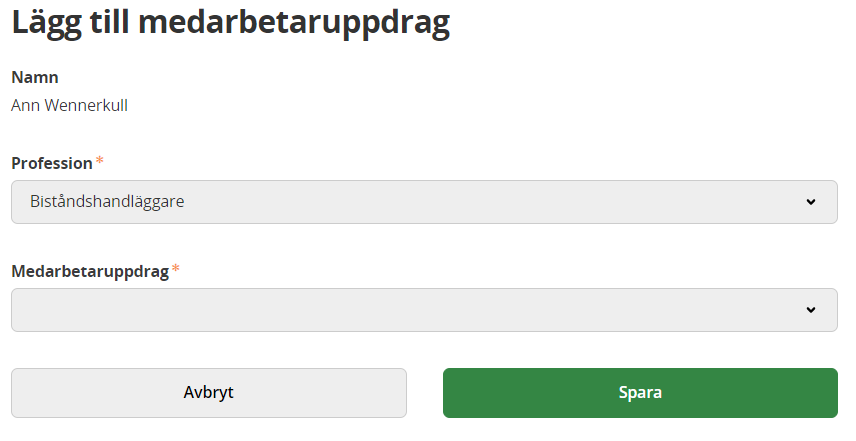 Lägg till medarbetaruppdrag
Namn
Ann Wennerkull
Profession *
Biståndshandläggare
Medarbetaruppdrag *
Avbryt
Spara